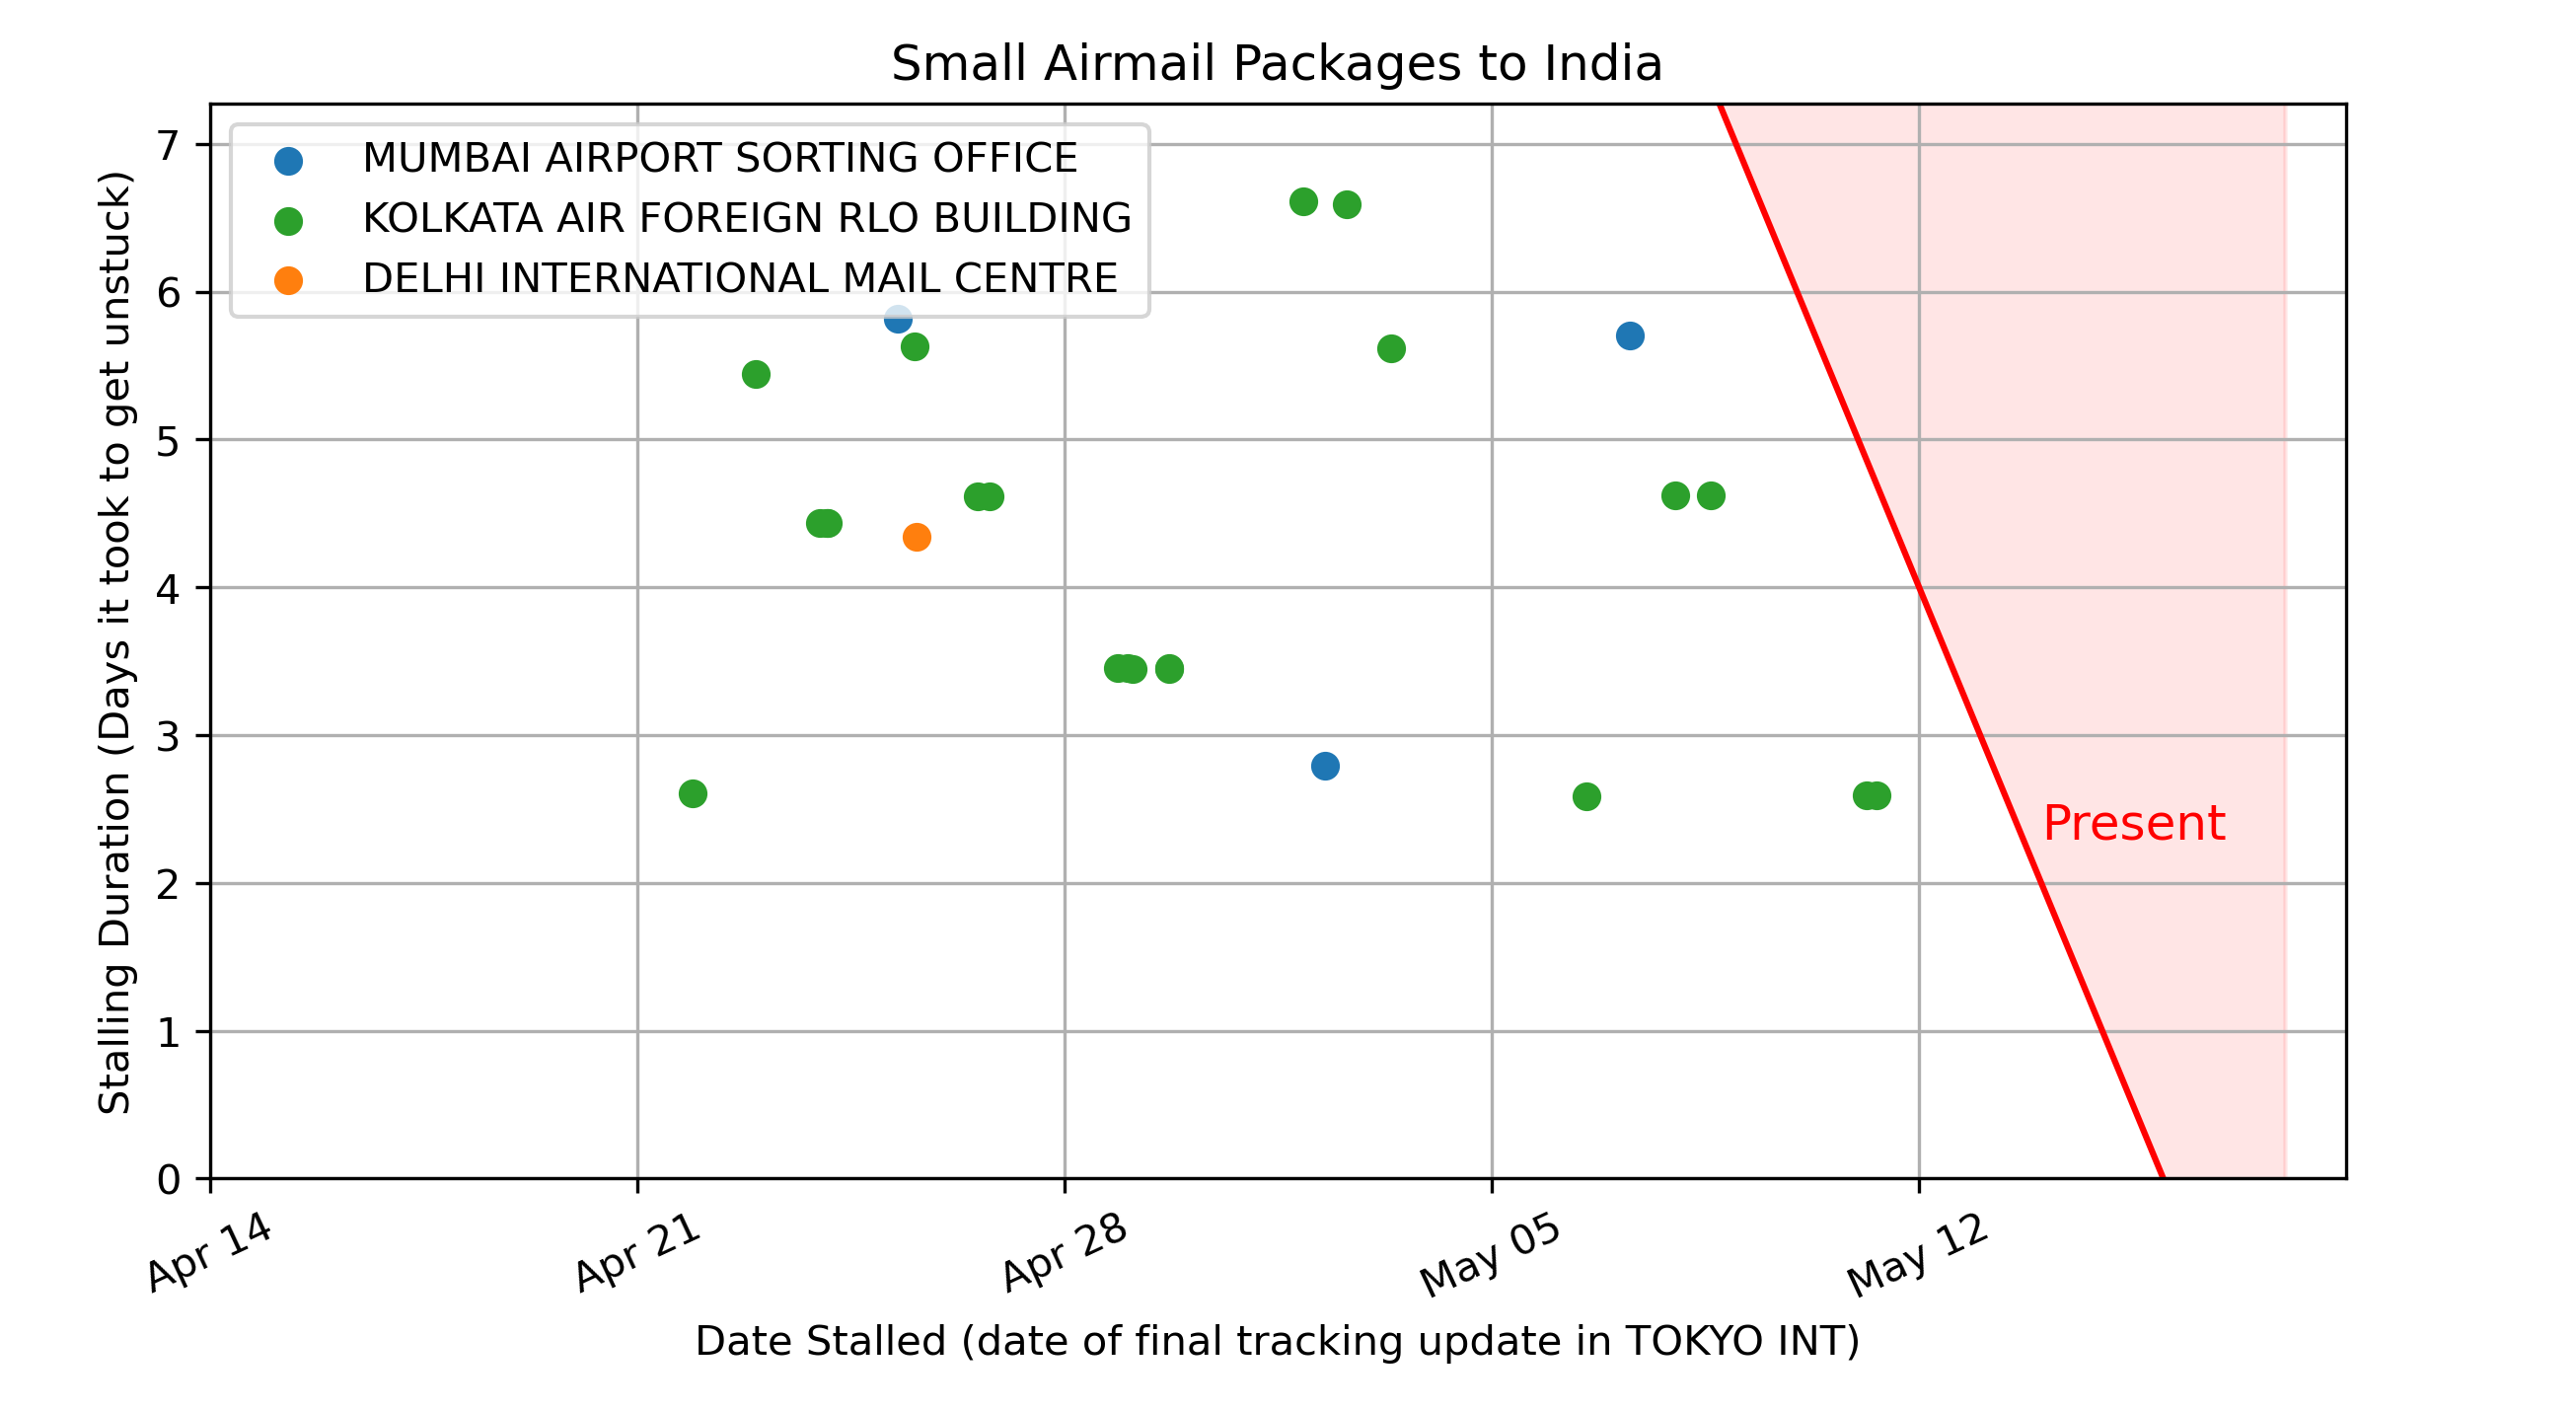 Small Airmail Packages to India
MUMBAI AIRPORT SORTING OFFICE
KOLKATA AIR FOREIGN RLO BUILDING
DELHI INTERNATIONAL MAIL CENTRE
Stalling Duration (Days it took to get unstuck)
7
6
5
4
3
2
1
0
Present
Apr 14
Apr 21
Apr 28
May 05
May 12
Date Stalled (date of final tracking update in TOKYO INT)